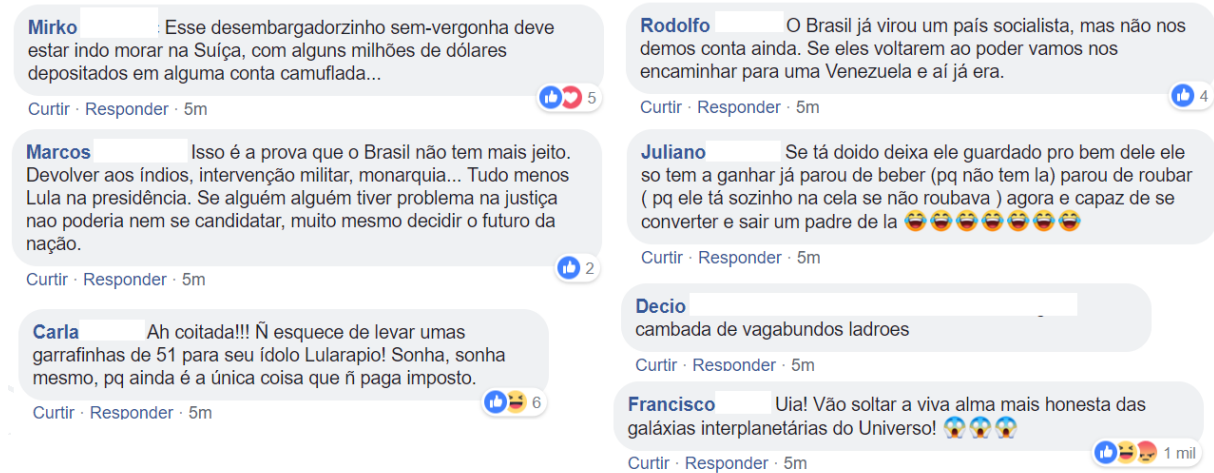 Mirko : Esse desembargadorzinho sem-vergonha deve
estar indo morar na Suíça, com alguns milhões de dólares
depositados em alguma conta camuflada...
5
Curtir · Responder · 5m
Marcos Isso é a prova que o Brasil não tem mais jeito.
Devolver aos índios, intervenção militar, monarquia... Tudo menos
Lula na presidência. Se alguém alguém tiver problema na justiça
nao poderia nem se candidatar, muito mesmo decidir o futuro da
nação.
2
Curtir · Responder · 5m
Carla Ah coitada!!! Ñ esquece de levar umas
garrafinhas de 51 para seu ídolo Lularapio! Sonha, sonha
mesmo, pq ainda é a única coisa que ñ paga imposto.
6
Curtir · Responder · 5m
Rodolfo O Brasil já virou um país socialista, mas não nos
demos conta ainda. Se eles voltarem ao poder vamos nos
encaminhar para uma Venezuela e aí já era.
4
Curtir · Responder · 5m
Juliano Se tá doido deixa ele guardado pro bem dele ele
so tem a ganhar já parou de beber (pq não tem la) parou de roubar
( pq ele tá sozinho na cela se não roubava ) agora e capaz de se
converter e sair um padre de la 😂😂😂😂😂😂😂
Curtir · Responder · 5m
Decio
cambada de vagabundos ladroes
Curtir · Responder · 5m
Francisco Uia! Vão soltar a viva alma mais honesta das
galáxias interplanetárias do Universo! 😱😱😱
1 mil
Curtir · Responder · 5m